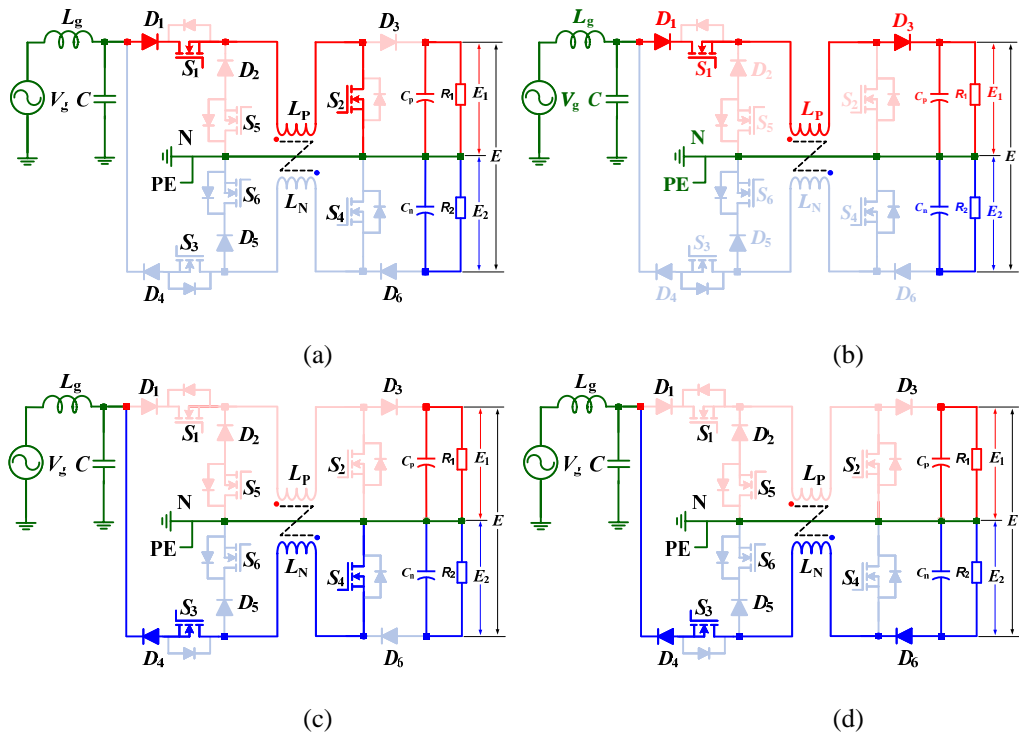 Lg D1 S1 D2 S5 LP S2 D3 Cp R1 E1
Vg C N PE E
S6 LN S4 Cn R2 E2
S3 D5 D4 D6
(a)
Lg D1 S1 D2 S5 LP S2 D3 Cp R1 E1
Vg C N PE E
S6 LN S4 Cn R2 E2
S3 D5 D4 D6
(b)
Lg D1 S1 D2 S5 LP S2 D3 Cp R1 E1
Vg C N PE E
S6 LN S4 Cn R2 E2
S3 D5 D4 D6
(c)
Lg D1 S1 D2 S5 LP S2 D3 Cp R1 E1
Vg C N PE E
S6 LN S4 Cn R2 E2
S3 D5 D4 D6
(d)